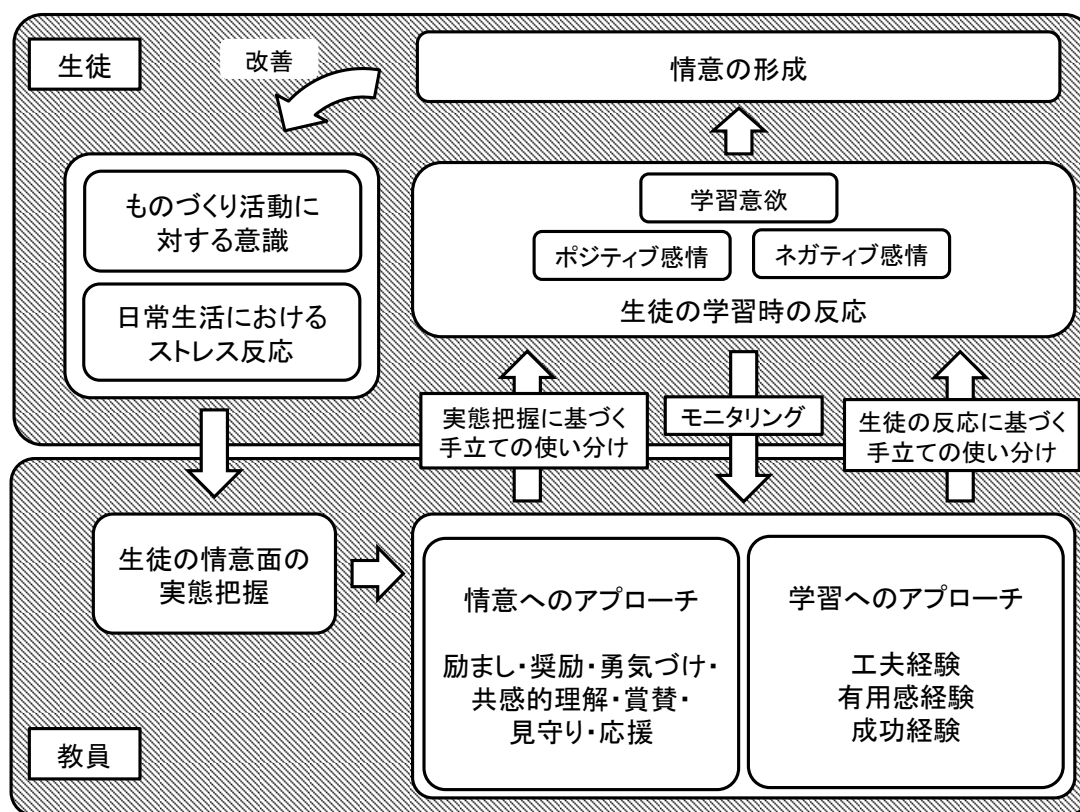 生徒
改善
情意の形成
ものづくり活動に
対する意識
日常生活における
ストレス反応
学習意欲
ポジティブ感情
ネガティブ感情
生徒の学習時の反応
実態把握に基づく
手立ての使い分け
モニタリング
生徒の反応に基づく
手立ての使い分け
生徒の情意面の
実態把握
情意へのアプローチ
励まし・奨励・勇気づけ・
共感的理解・賞賛・
見守り・応援
学習へのアプローチ
工夫経験
有用感経験
成功経験
教員